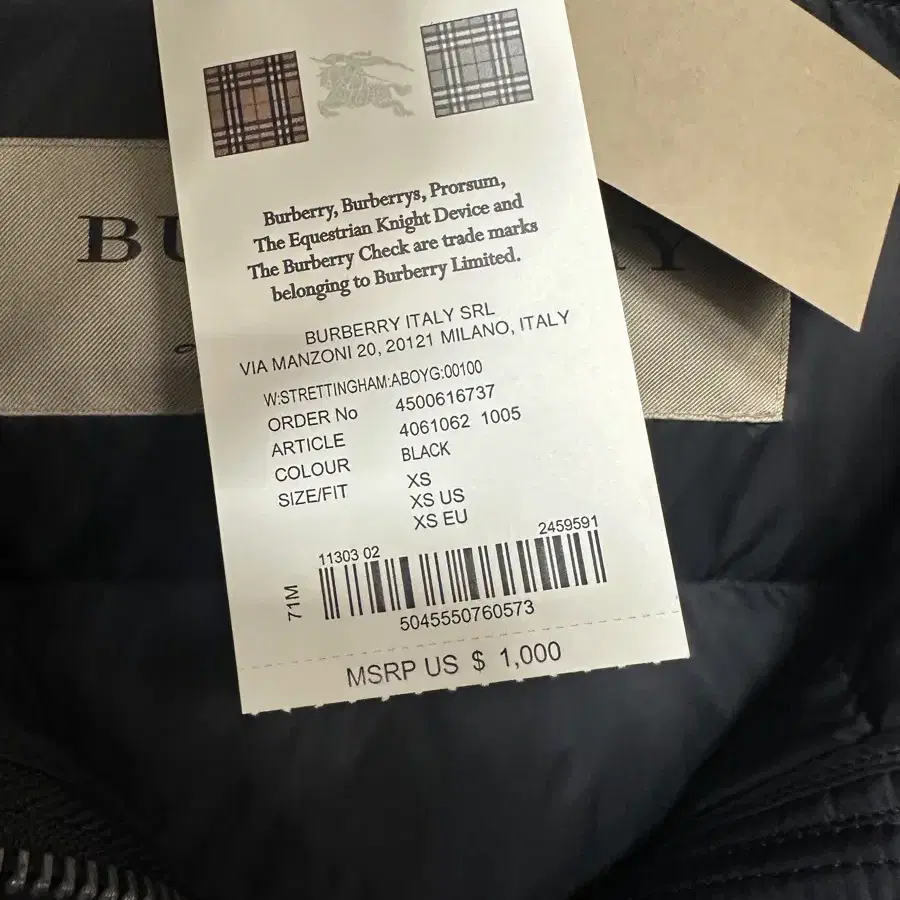 BU
RY
Burberry, Burberrys, Prorsum,
The Equestrian Knight Device and
The Burberry Check are trade marks
belonging to Burberry Limited.
BURBERRY ITALY SRL
VIA MANZONI 20, 20121 MILANO, ITALY
W:STRETTINGHAM:ABOYG:00100
ORDER No 4500616737
ARTICLE 4061062 1005
COLOUR BLACK
SIZE/FIT XS
XS US
XS EU
11303 02 2459591
71M
5045550760573
MSRP US $ 1,000